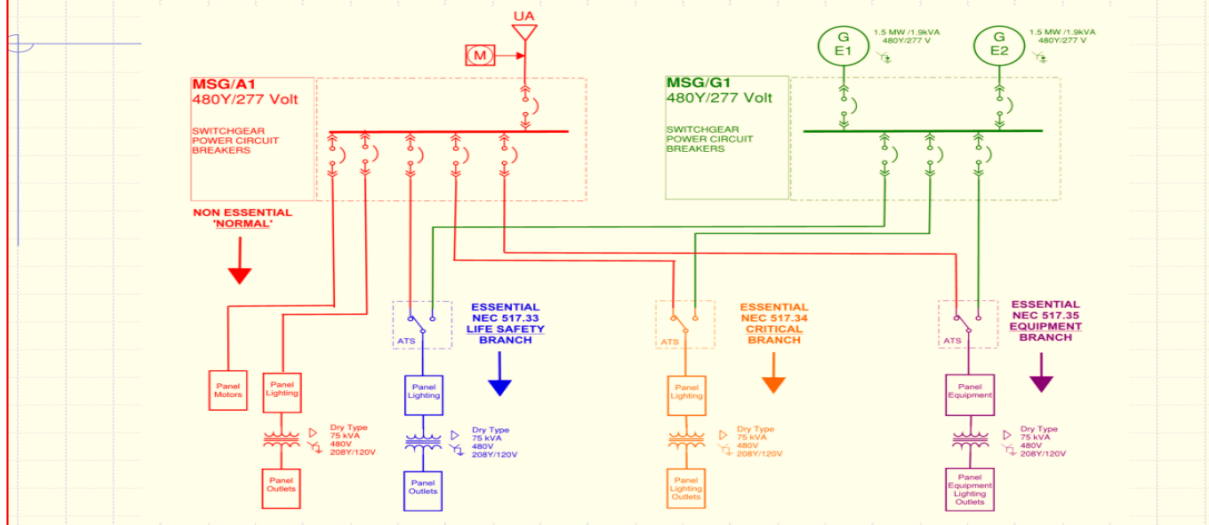 UA
M
MSG/A1
480Y/277 Volt
SWITCHGEAR
POWER CIRCUIT
BREAKERS
G
E1
1.5 MW /1.9kVA
480Y/277 V
G
E2
1.5 MW /1.9kVA
480Y/277 V
MSG/G1
480Y/277 Volt
SWITCHGEAR
POWER CIRCUIT
BREAKERS
NON ESSENTIAL
'NORMAL'
ATS
ESSENTIAL
NEC 517.33
LIFE SAFETY
BRANCH
ATS
ESSENTIAL
NEC 517.34
CRITICAL
BRANCH
ATS
ESSENTIAL
NEC 517.35
EQUIPMENT
BRANCH
Panel
Motors
Panel
Lighting
Panel
Lighting
Panel
Lighting
Panel
Equipment
Dry Type
75 kVA
480V
208Y/120V
Dry Type
75 kVA
480V
208Y/120V
Dry Type
75 kVA
480V
208Y/120V
Dry Type
75 kVA
480V
208Y/120V
Panel
Outlets
Panel
Outlets
Panel
Lighting
Outlets
Panel
Equipment
Lighting
Outlets